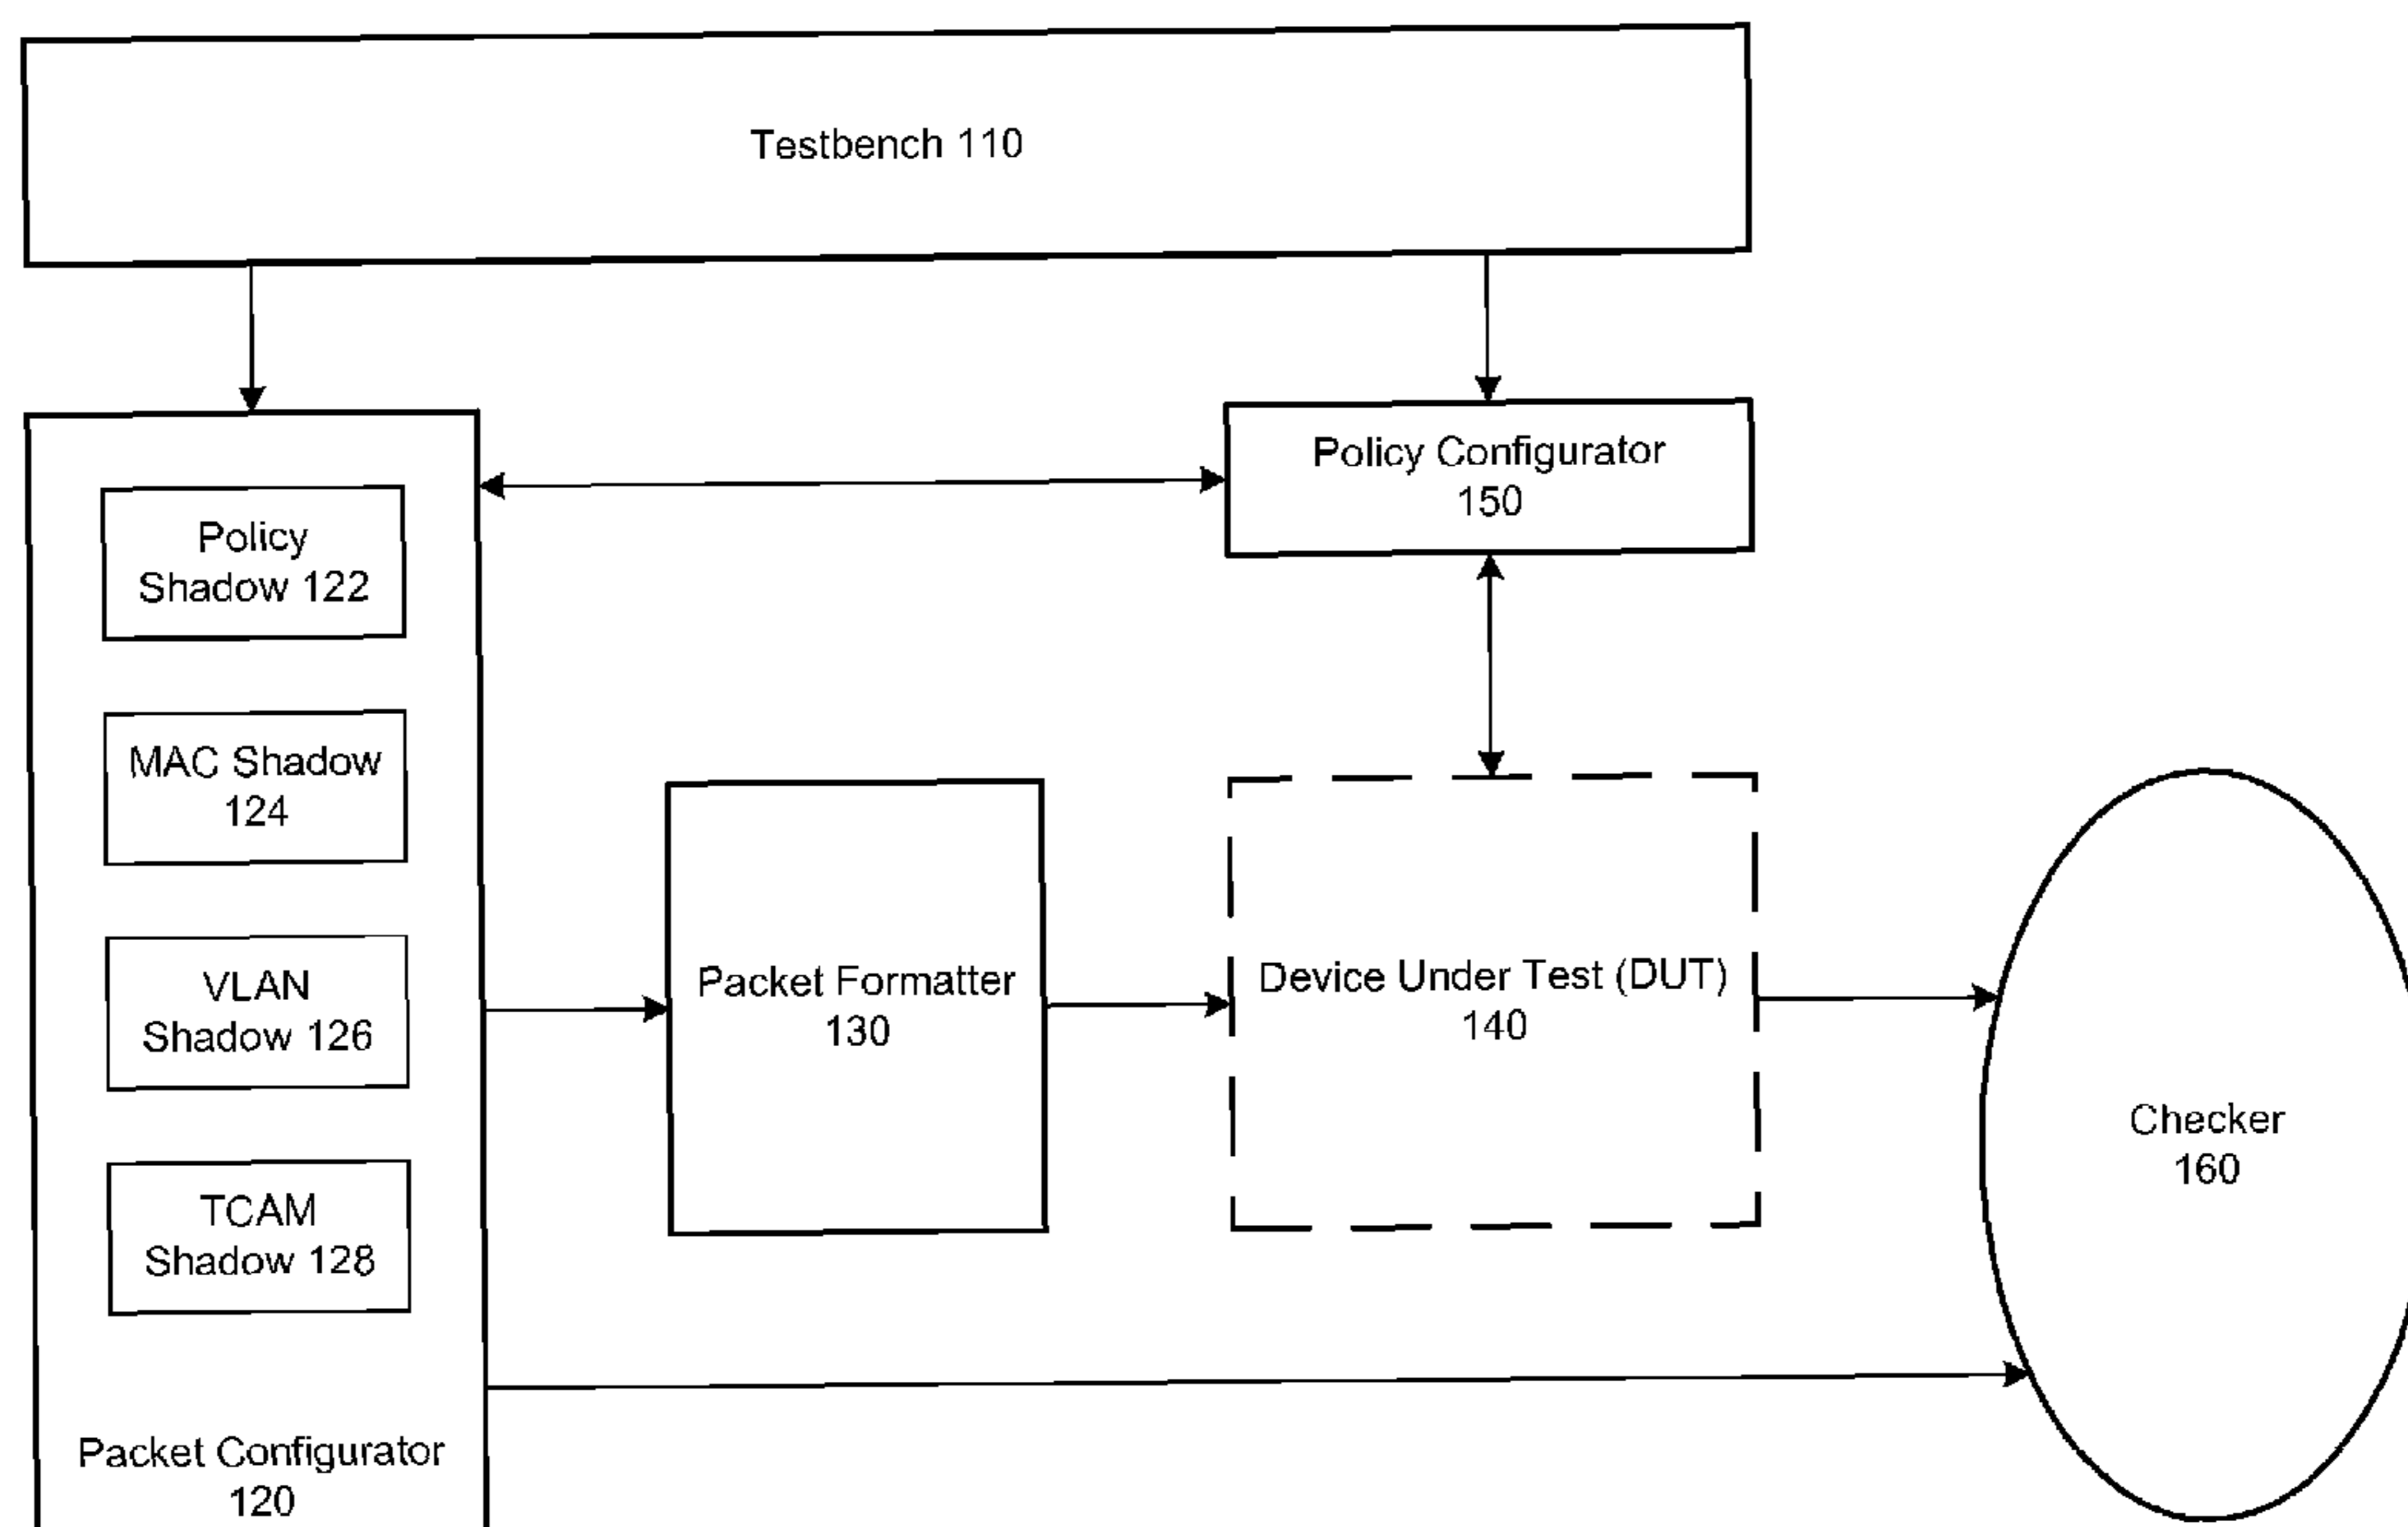 Testbench 110
Policy Configurator
150
Policy
Shadow 122
MAC Shadow
124
VLAN
Shadow 126
TCAM
Shadow 128
Packet Configurator
120
Packet Formatter
130
Device Under Test (DUT)
140
Checker
160